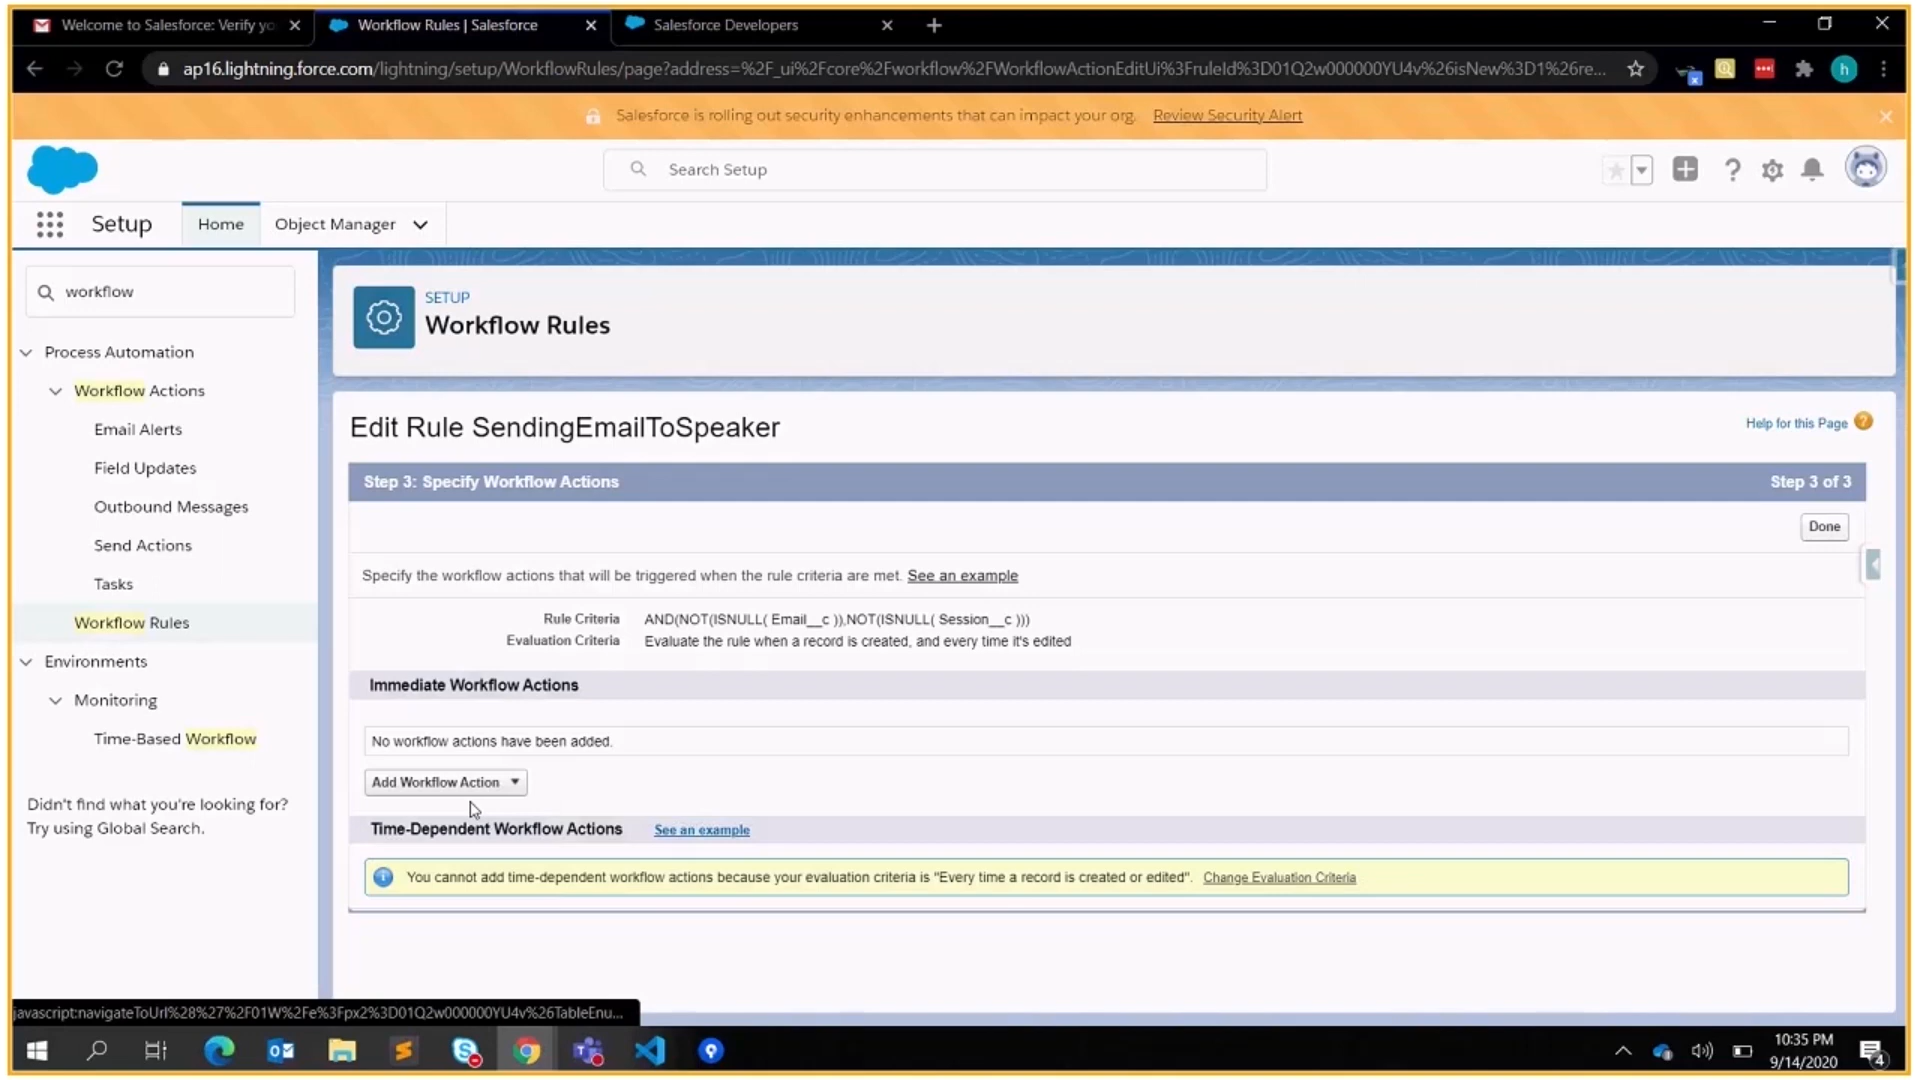 Welcome to Salesforce: Verify yo
Workflow Rules | Salesforce
Salesforce Developers
ap16.lightning.force.com/lightning/setup/WorkflowRules/page?address=%2F_ui%2Fcore%2Fworkflow%2FWorkflowActionEditUi%3FruleId%3D01Q2w000000YU4v%26isNew%3D1%26re...
h
Salesforce is rolling out security enhancements that can impact your org. Review Security Alert
Search Setup
Setup
Home
Object Manager
workflow
Process Automation
Workflow Actions
Email Alerts
Field Updates
Outbound Messages
Send Actions
Tasks
Workflow Rules
Environments
Monitoring
Time-Based Workflow
Didn't find what you're looking for?
Try using Global Search.
SETUP
Workflow Rules
Edit Rule SendingEmailToSpeaker
Help for this Page ?
Step 3: Specify Workflow Actions
Step 3 of 3
Done
Specify the workflow actions that will be triggered when the rule criteria are met. See an example
Rule Criteria AND(NOT(ISNULL( Email__c )),NOT(ISNULL( Session__c )))
Evaluation Criteria Evaluate the rule when a record is created, and every time it's edited
Immediate Workflow Actions
No workflow actions have been added.
Add Workflow Action
Time-Dependent Workflow Actions See an example
You cannot add time-dependent workflow actions because your evaluation criteria is "Every time a record is created or edited". Change Evaluation Criteria
javascript:navigateToUrl%28%27%2F01W%2Fe%3Fpx2%3D01Q2w000000YU4v%26TableEnu...
10:35 PM
9/14/2020
4